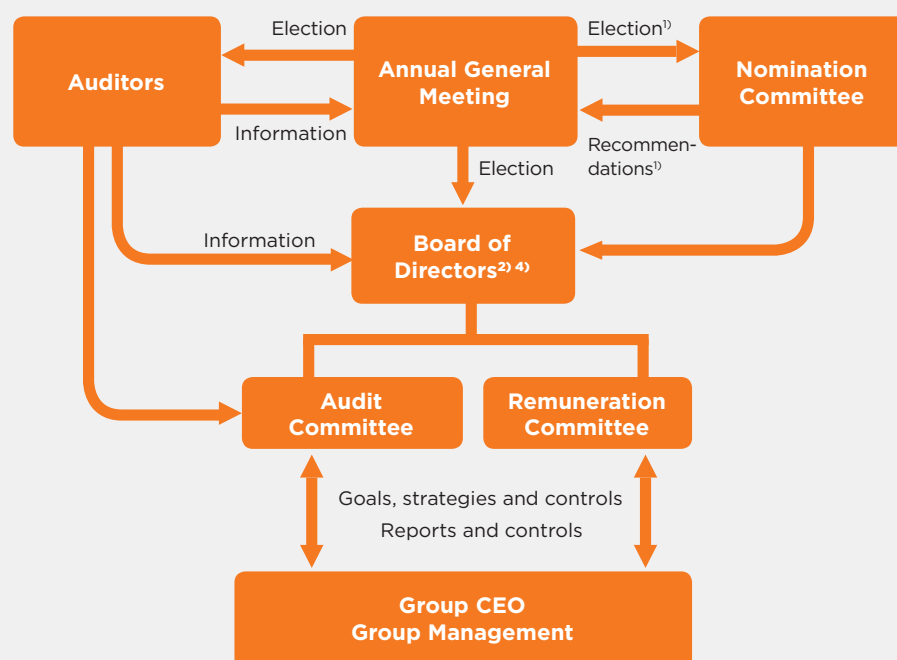 Election
Election¹⁾
Auditors
Annual General
Meeting
Nomination
Committee
Information
Recommen-
dations¹⁾
Election
Information
Board of
Directors²⁾ ⁴⁾
Audit
Committee
Remuneration
Committee
Goals, strategies and controls
Reports and controls
Group CEO
Group Management